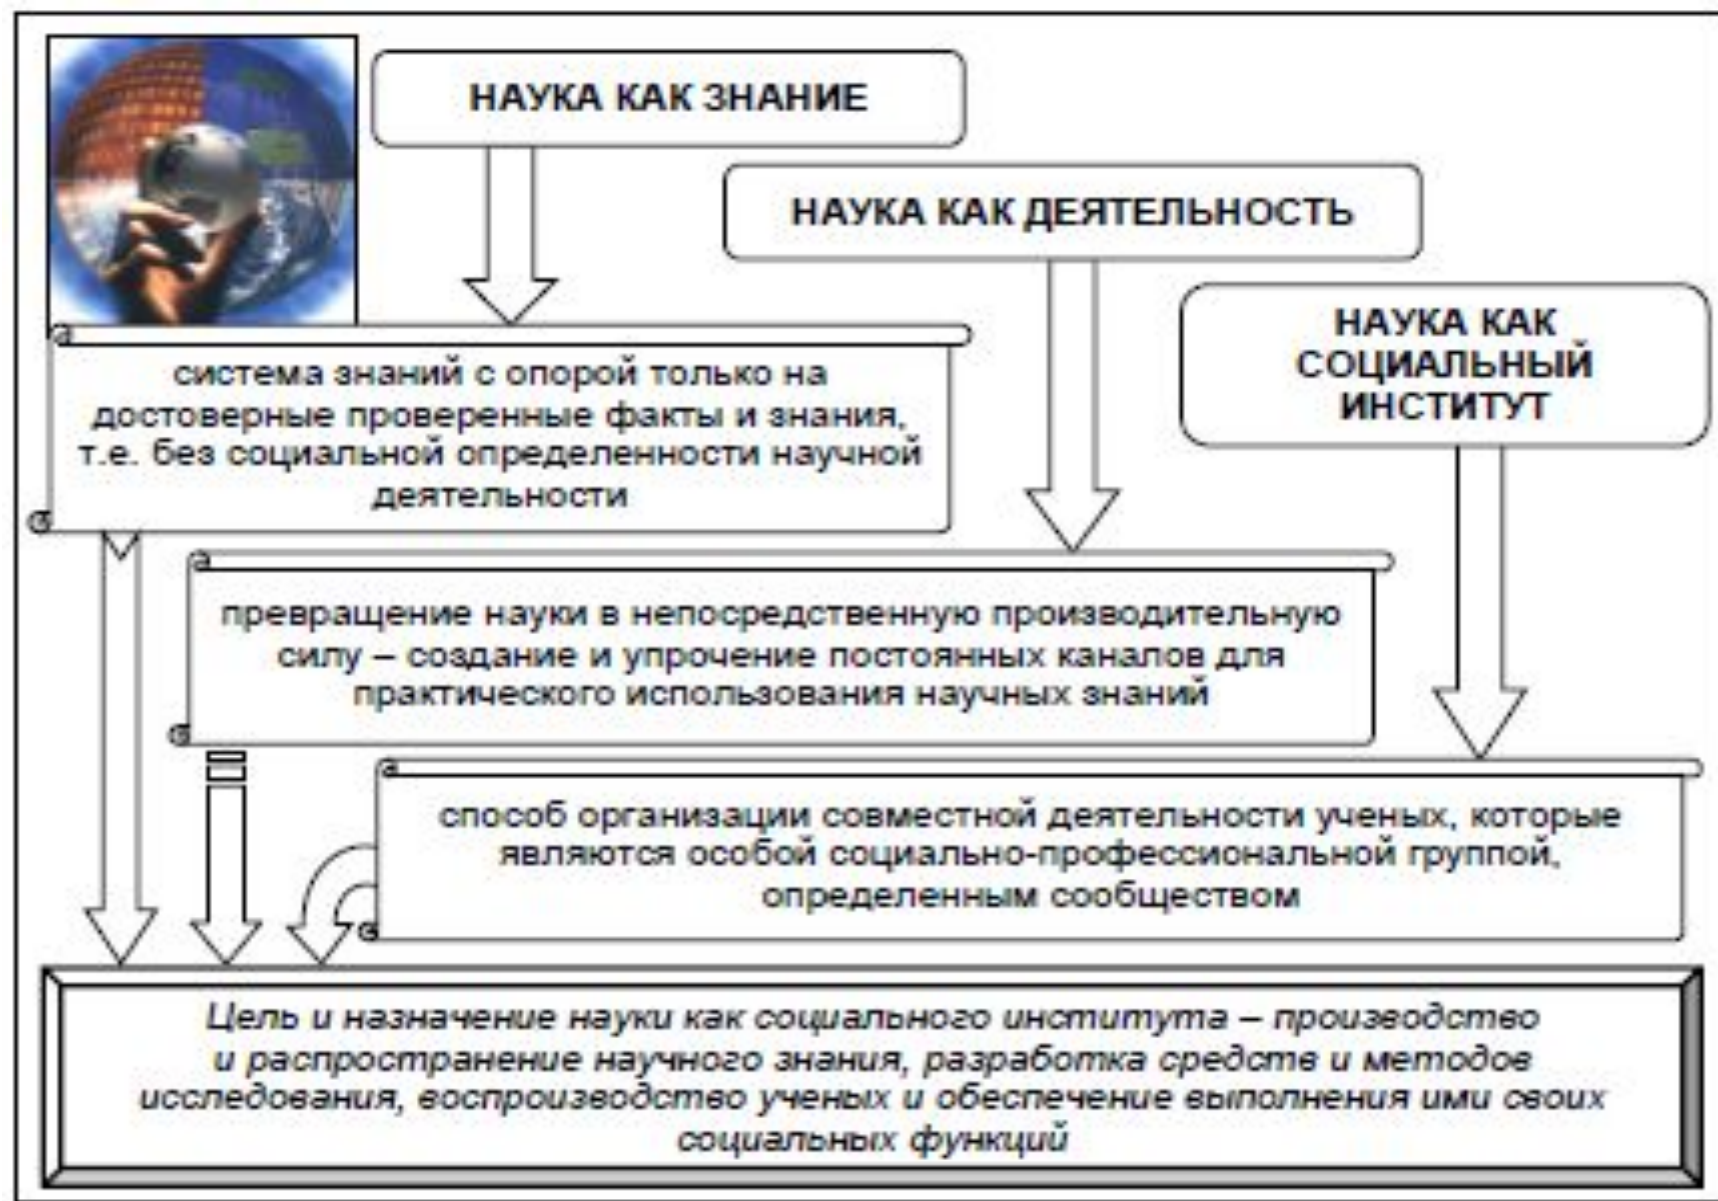 НАУКА КАК ЗНАНИЕ
НАУКА КАК ДЕЯТЕЛЬНОСТЬ
НАУКА КАК
СОЦИАЛЬНЫЙ
ИНСТИТУТ
система знаний с опорой только на
достоверные проверенные факты и знания,
т.е. без социальной определенности научной
деятельности
превращение науки в непосредственную производительную
силу – создание и упрочение постоянных каналов для
практического использования научных знаний
способ организации совместной деятельности ученых, которые
являются особой социально-профессиональной группой,
определенным сообществом
Цель и назначение науки как социального института – производство
и распространение научного знания, разработка средств и методов
исследования, воспроизводство ученых и обеспечение выполнения ими своих
социальных функций